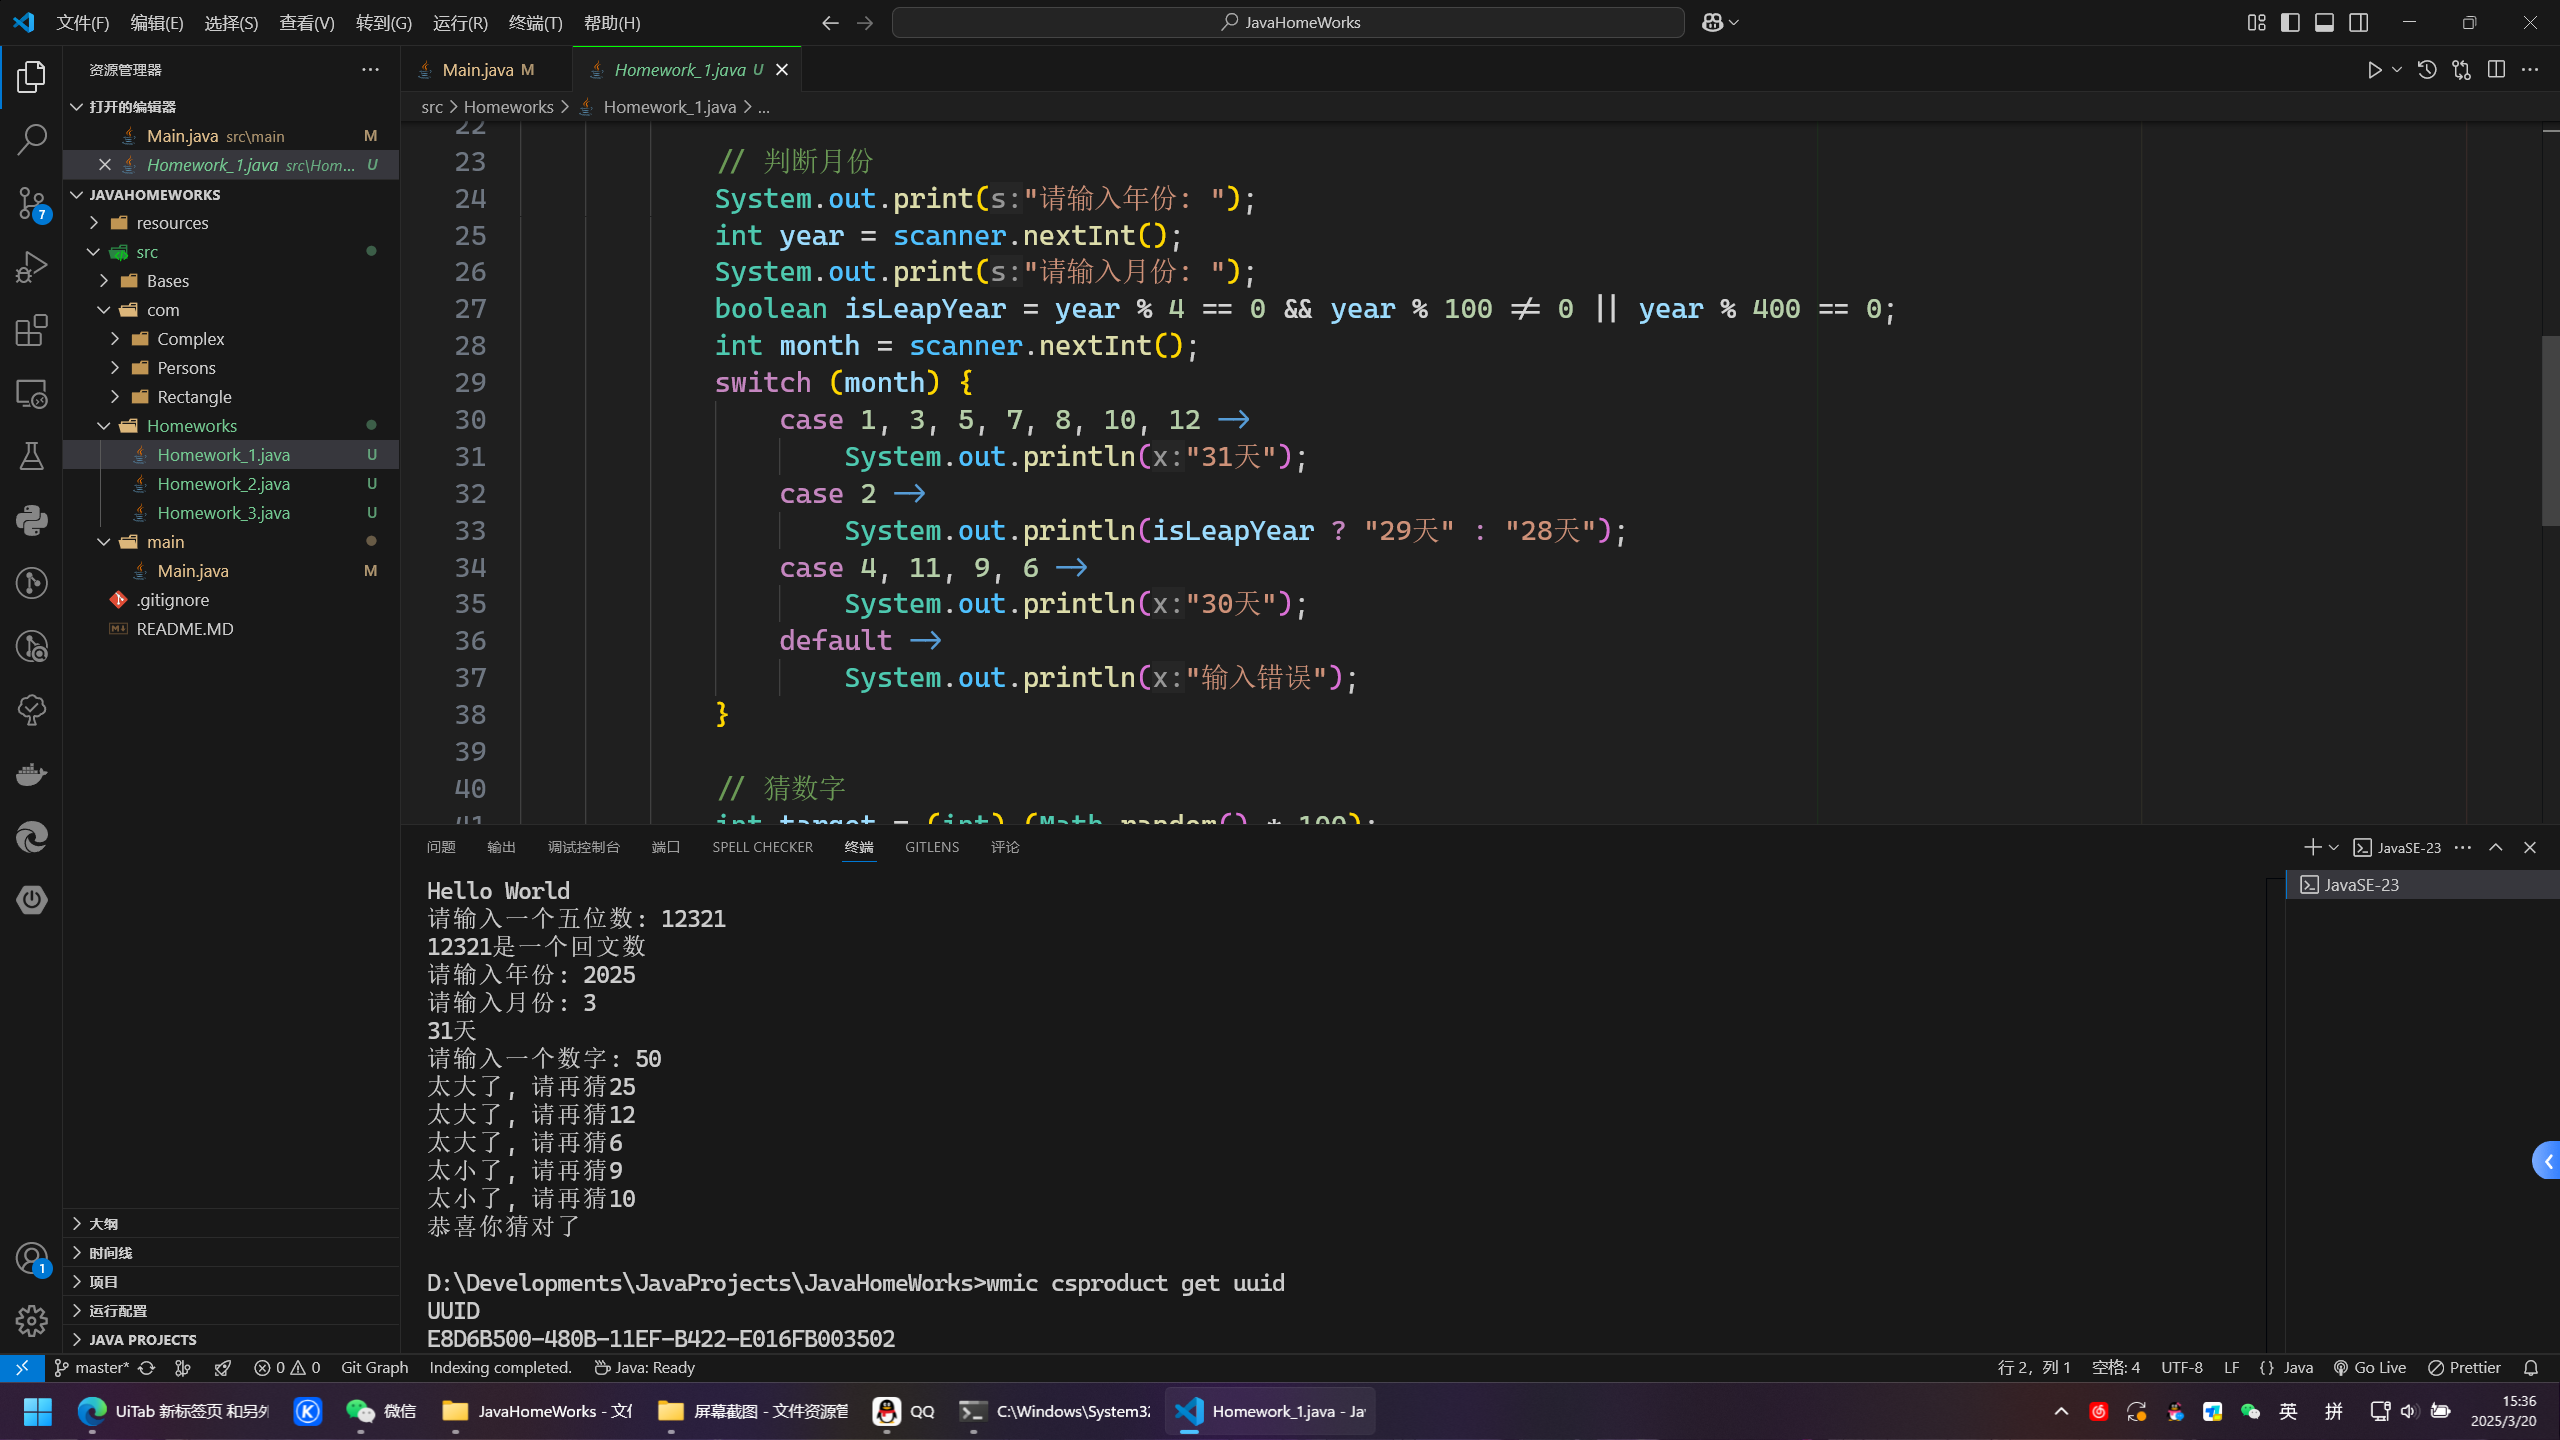 文件(F) 编辑(E) 选择(S) 查看(V) 转到(G) 运行(R) 终端(T) 帮助(H) JavaHomeWorks
资源管理器
打开的编辑器
Main.java src\main M
Homework_1.java src\Hom... U
JAVAHOMEWORKS
resources
src
Bases
com
Complex
Persons
Rectangle
Homeworks
Homework_1.java U
Homework_2.java U
Homework_3.java U
main
Main.java M
.gitignore
README.MD
大纲
时间线
项目
运行配置
JAVA PROJECTS
7
1
Main.java M Homework_1.java U
src > Homeworks > Homework_1.java > ...
22
23 // 判断月份
24 System.out.print(s:"请输入年份: ");
25 int year = scanner.nextInt();
26 System.out.print(s:"请输入月份: ");
27 boolean isLeapYear = year % 4 == 0 && year % 100 != 0 || year % 400 == 0;
28 int month = scanner.nextInt();
29 switch (month) {
30 case 1, 3, 5, 7, 8, 10, 12 ->
31 System.out.println(x:"31天");
32 case 2 ->
33 System.out.println(isLeapYear ? "29天" : "28天");
34 case 4, 11, 9, 6 ->
35 System.out.println(x:"30天");
36 default ->
37 System.out.println(x:"输入错误");
38 }
39
40 // 猜数字
41 int target = (int) (Math.random() * 100);
问题 输出 调试控制台 端口 SPELL CHECKER 终端 GITLENS 评论 JavaSE-23
JavaSE-23
Hello World
请输入一个五位数: 12321
12321是一个回文数
请输入年份: 2025
请输入月份: 3
31天
请输入一个数字: 50
太大了, 请再猜25
太大了, 请再猜12
太大了, 请再猜6
太小了, 请再猜9
太小了, 请再猜10
恭喜你猜对了
D:\Developments\JavaProjects\JavaHomeWorks>wmic csproduct get uuid
UUID
E8D6B500-480B-11EF-B422-E016FB003502
master* 0 0 Git Graph Indexing completed. Java: Ready 行 2，列 1 空格: 4 UTF-8 LF {} Java Go Live Prettier
UiTab 新标签页 和另外 微信 JavaHomeWorks - 文件 屏幕截图 - 文件资源管 QQ C:\Windows\System32 Homework_1.java - Ja 英 拼 15:36
2025/3/20